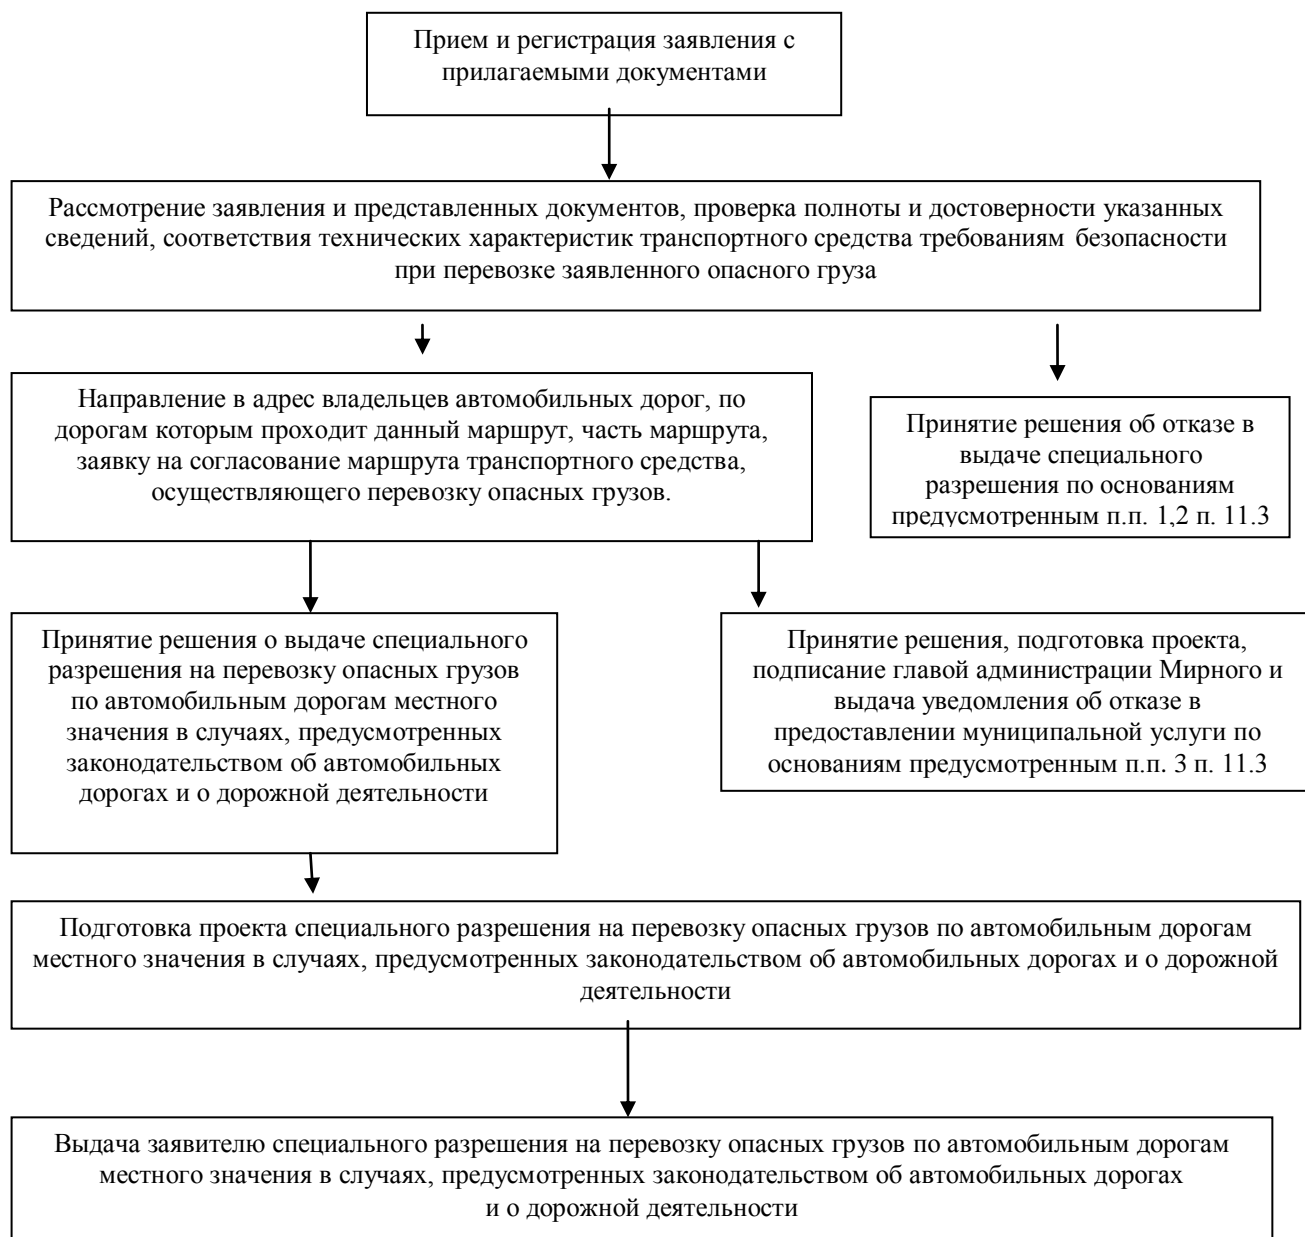 Прием и регистрация заявления с
прилагаемыми документами
Рассмотрение заявления и представленных документов, проверка полноты и достоверности указанных
сведений, соответствия технических характеристик транспортного средства требованиям безопасности
при перевозке заявленного опасного груза
Направление в адрес владельцев автомобильных дорог, по
дорогам которым проходит данный маршрут, часть маршрута,
заявку на согласование маршрута транспортного средства,
осуществляющего перевозку опасных грузов.
Принятие решения об отказе в
выдаче специального
разрешения по основаниям
предусмотренным п.п. 1,2 п. 11.3
Принятие решения о выдаче специального
разрешения на перевозку опасных грузов
по автомобильным дорогам местного
значения в случаях, предусмотренных
законодательством об автомобильных
дорогах и о дорожной деятельности
Принятие решения, подготовка проекта,
подписание главой администрации Мирного и
выдача уведомления об отказе в
предоставлении муниципальной услуги по
основаниям предусмотренным п.п. 3 п. 11.3
Подготовка проекта специального разрешения на перевозку опасных грузов по автомобильным дорогам
местного значения в случаях, предусмотренных законодательством об автомобильных дорогах и о дорожной
деятельности
Выдача заявителю специального разрешения на перевозку опасных грузов по автомобильным дорогам
местного значения в случаях, предусмотренных законодательством об автомобильных дорогах
и о дорожной деятельности